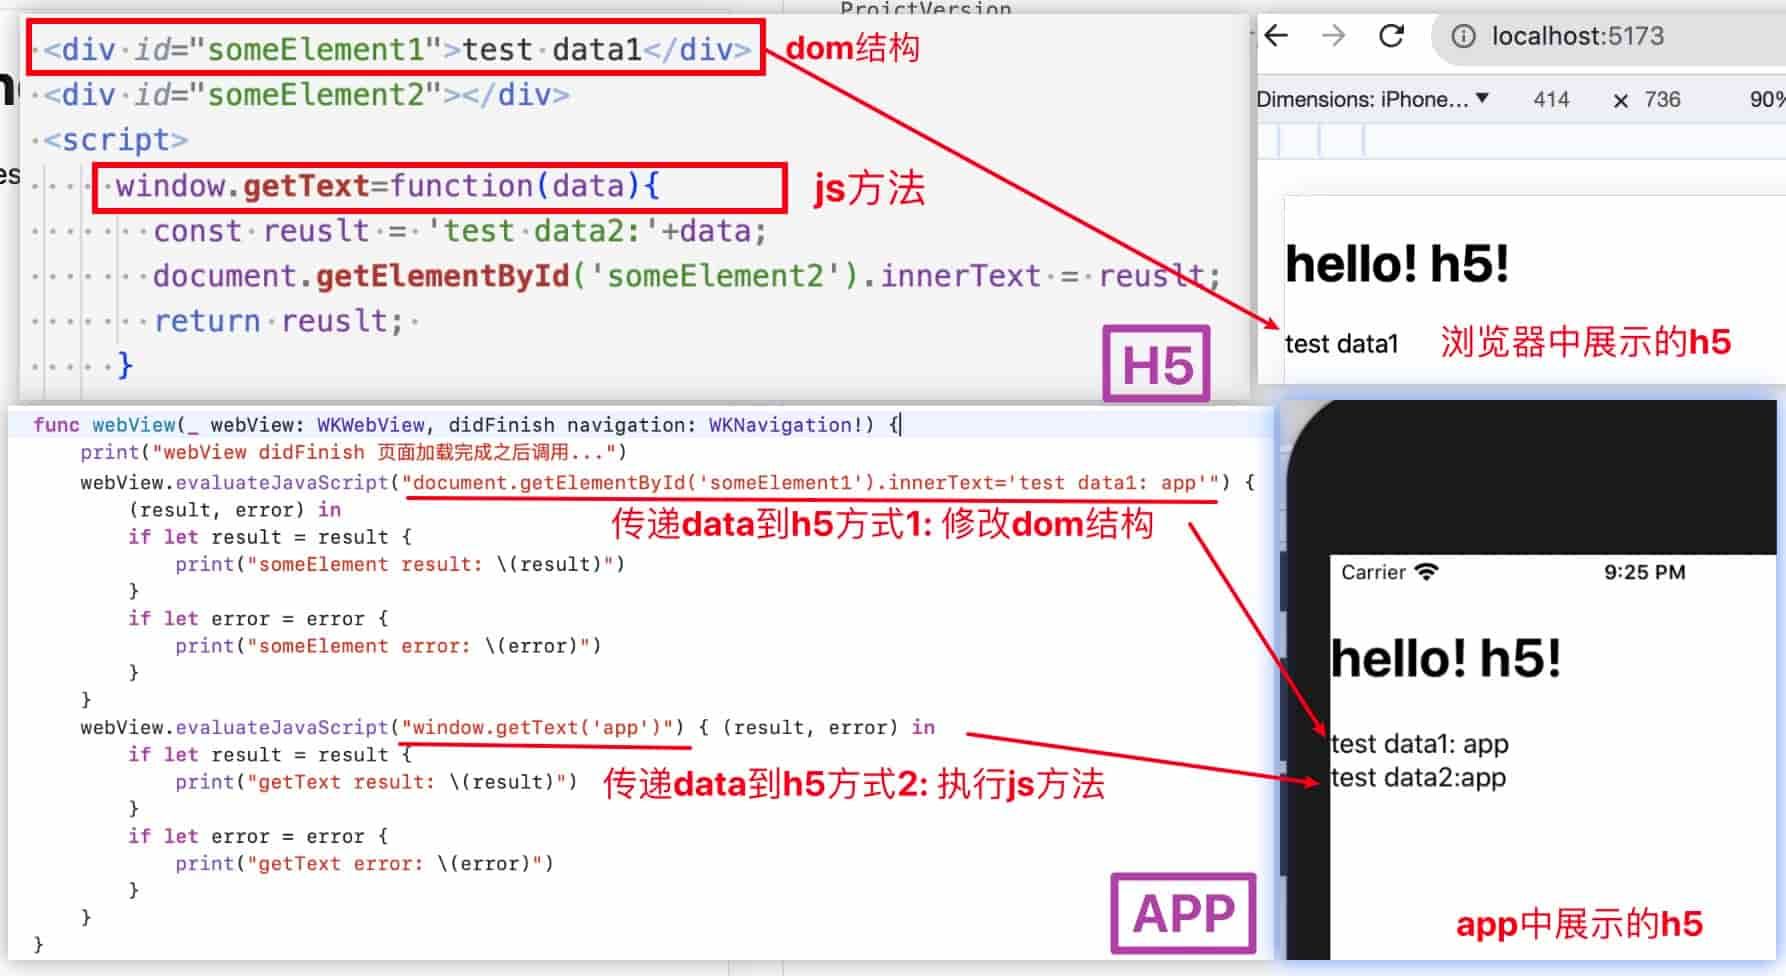 ProjctVersion
<div id="someElement1">test data1</div>
dom结构
<div id="someElement2"></div>
<script>
window.getText=function(data){
js方法
const reuslt = 'test data2:'+data;
document.getElementById('someElement2').innerText = reuslt;
return reuslt;
}
H5
localhost:5173
Dimensions: iPhone... ▼ 414 × 736 90%
hello! h5!
test data1
浏览器中展示的h5
func webView(_ webView: WKWebView, didFinish navigation: WKNavigation!) {
print("webView didFinish 页面加载完成之后调用...")
webView.evaluateJavaScript("document.getElementById('someElement1').innerText='test data1: app'") {
(result, error) in
传递data到h5方式1: 修改dom结构
if let result = result {
print("someElement result: \(result)")
}
if let error = error {
print("someElement error: \(error)")
}
}
webView.evaluateJavaScript("window.getText('app')") { (result, error) in
if let result = result {
print("getText result: \(result)")
传递data到h5方式2: 执行js方法
}
if let error = error {
print("getText error: \(error)")
}
}
}
APP
Carrier 9:25 PM
hello! h5!
test data1: app
test data2:app
app中展示的h5